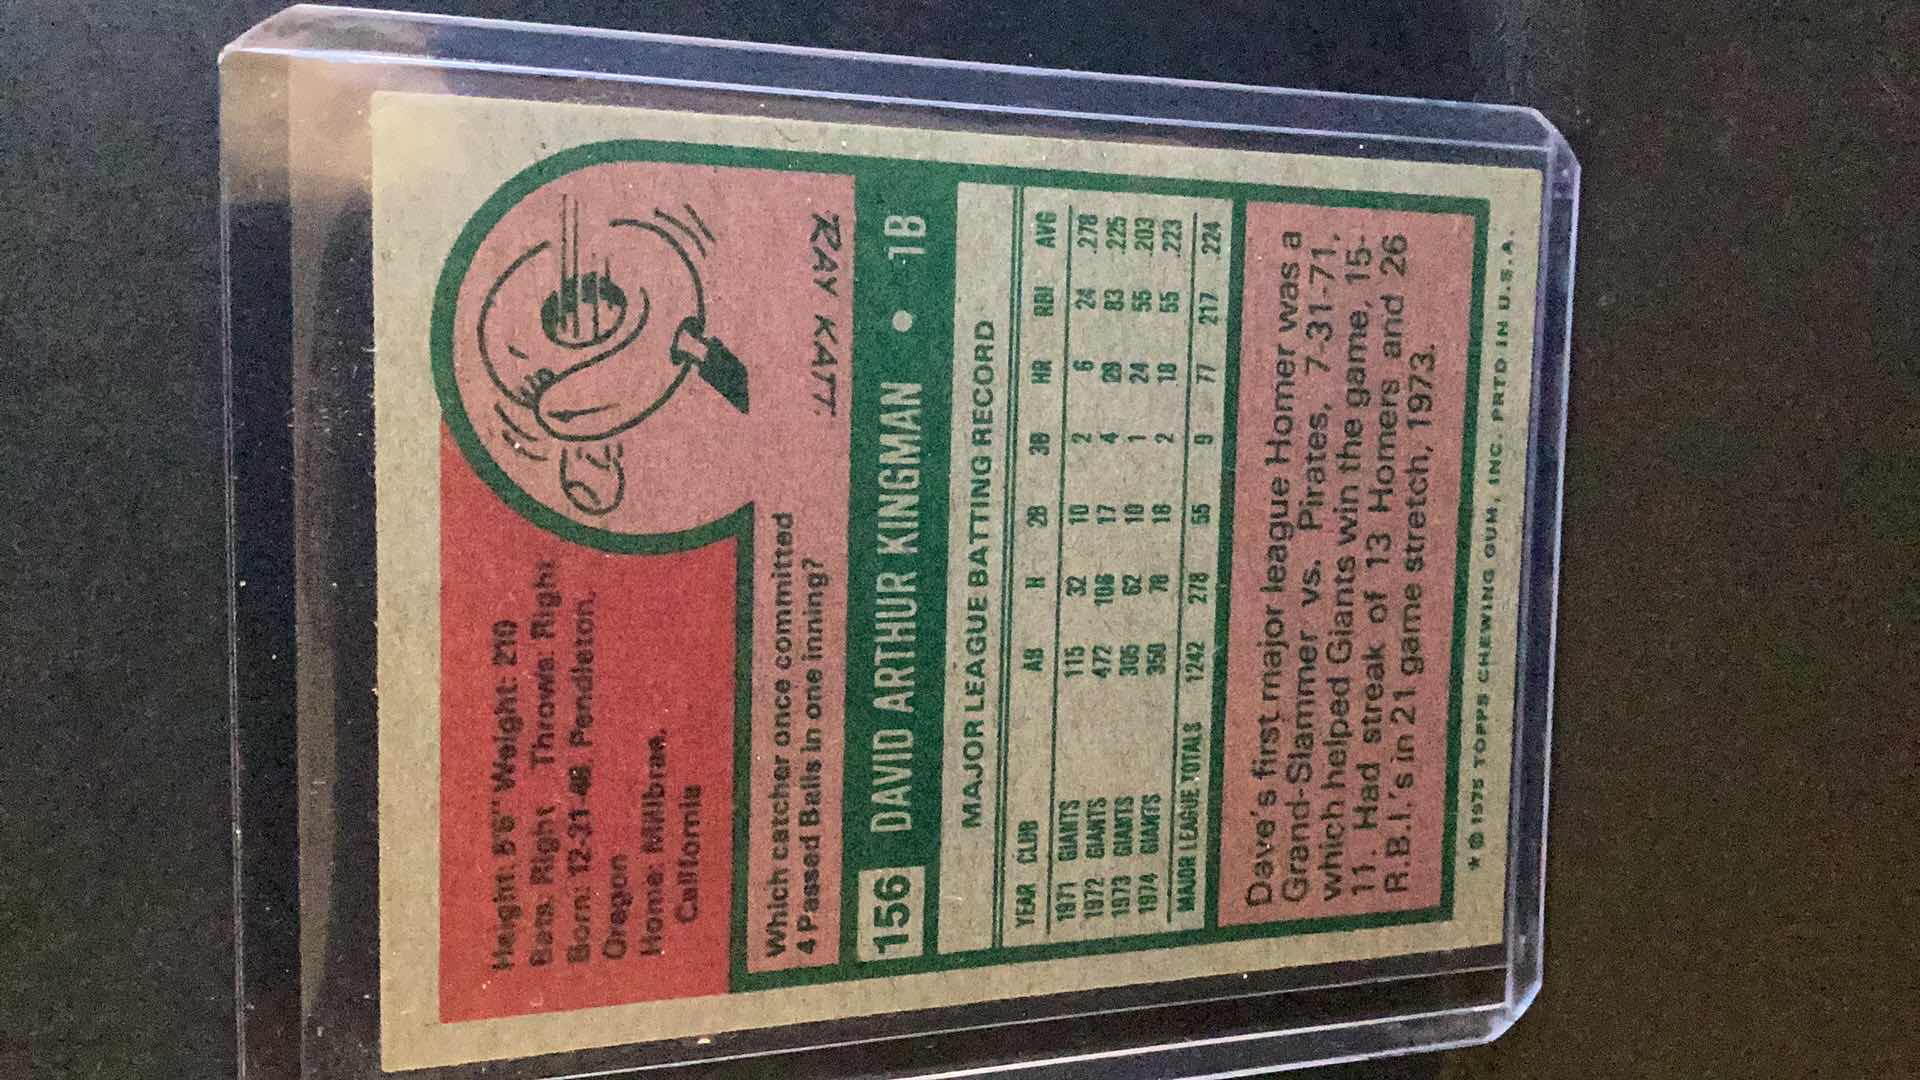 Height: 6'6" Weight: 210
Bats: Right Throws: Right
Born: 12-21-48, Pendleton,
Oregon
Home: Millbrae,
California
RAY KATT.
Which catcher once committed
4 Passed Balls in one inning?
156 DAVID ARTHUR KINGMAN • 1B
MAJOR LEAGUE BATTING RECORD
YEAR CLUB AB H 2B 3B HR RBI AVG
1971 GIANTS 115 32 10 2 6 24 .278
1972 GIANTS 472 106 17 4 29 83 .225
1973 GIANTS 305 62 10 1 24 55 .203
1974 GIANTS 350 78 18 2 18 55 .223
MAJOR LEAGUE TOTALS 1242 278 55 9 77 217 .224
Dave's first major league Homer was a
Grand-Slammer vs. Pirates, 7-31-71,
which helped Giants win the game, 15-
11. Had streak of 13 Homers and 26
R.B.I.'s in 21 game stretch, 1973.
*© 1975 TOPPS CHEWING GUM, INC. PRTD IN U.S.A.